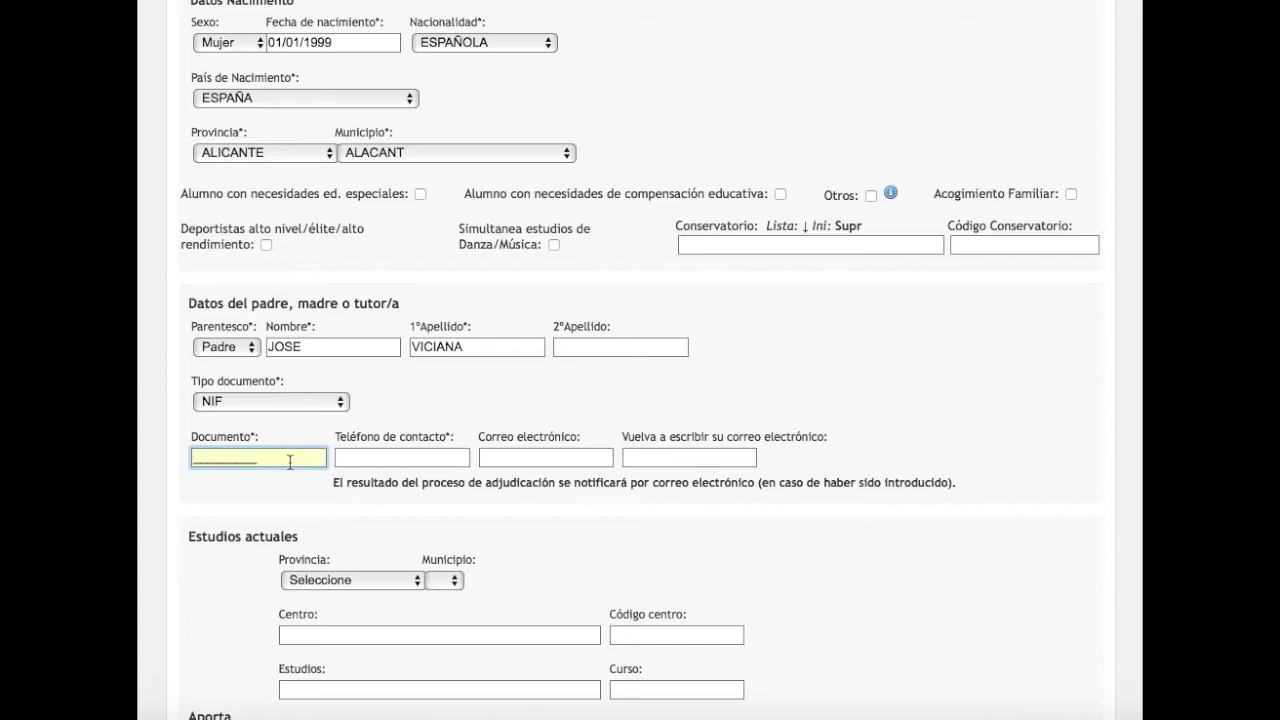 Datos Nacimiento
Sexo: Fecha de nacimiento*: Nacionalidad*:
Mujer 01/01/1999 ESPAÑOLA
País de Nacimiento*:
ESPAÑA
Provincia*: Municipio*:
ALICANTE ALACANT
Alumno con necesidades ed. especiales: Alumno con necesidades de compensación educativa: Otros: Acogimiento Familiar:
Deportistas alto nivel/élite/alto rendimiento:
Simultanea estudios de Danza/Música:
Conservatorio: Lista: ↓ Ini: Supr Código Conservatorio:
Datos del padre, madre o tutor/a
Parentesco*: Nombre*: 1ºApellido*: 2ºApellido:
Padre JOSE VICIANA
Tipo documento*:
NIF
Documento*: Teléfono de contacto*: Correo electrónico: Vuelva a escribir su correo electrónico:
El resultado del proceso de adjudicación se notificará por correo electrónico (en caso de haber sido introducido).
Estudios actuales
Provincia: Municipio:
Seleccione
Centro: Código centro:
Estudios: Curso:
Aporta